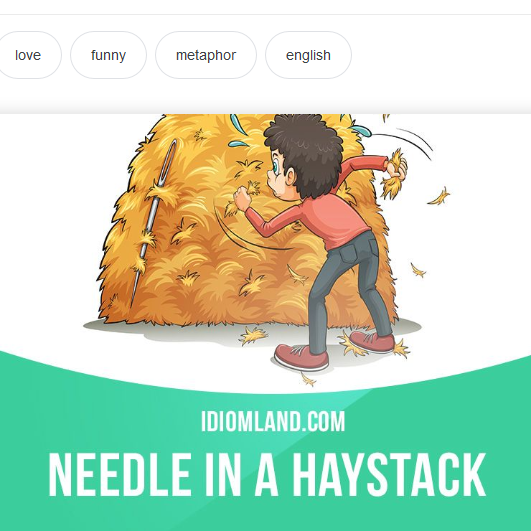 love funny metaphor english
IDIOMLAND.COM
NEEDLE IN A HAYSTACK